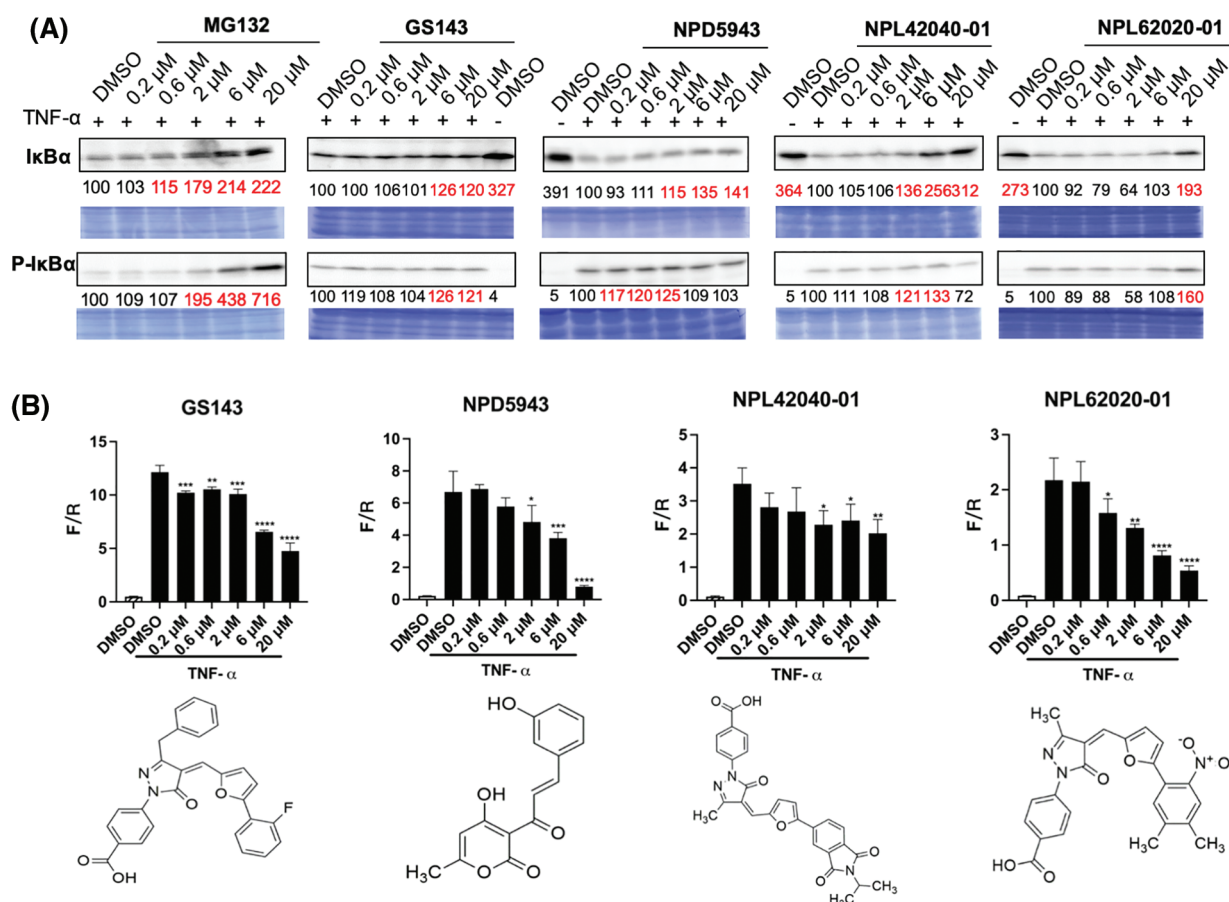 (A)
MG132 GS143 NPD5943 NPL42040-01 NPL62020-01
DMSO 0.2 μM 0.6 μM 2 μM 6 μM 20 μM DMSO 0.2 μM 0.6 μM 2 μM 6 μM 20 μM DMSO DMSO DMSO 0.2 μM 0.6 μM 2 μM 6 μM 20 μM DMSO DMSO 0.2 μM 0.6 μM 2 μM 6 μM 20 μM DMSO DMSO 0.2 μM 0.6 μM 2 μM 6 μM 20 μM
TNF-α + + + + + + + + + + + + - - + + + + + + - + + + + + + - + + + + + +
IκBα
100 103 115 179 214 222 100 100 106 101 126 120 327 391 100 93 111 115 135 141 364 100 105 106 136 256 312 273 100 92 79 64 103 193
P-IκBα
100 109 107 195 438 716 100 119 108 104 126 121 4 5 100 117 120 125 109 103 5 100 111 108 121 133 72 5 100 89 88 58 108 160
(B)
GS143
F/R
15
10
5
0
*** ** *** **** ****
DMSO DMSO 0.2 μM 0.6 μM 2 μM 6 μM 20 μM
TNF- α
NPD5943
F/R
10
8
6
4
2
0
* *** ****
DMSO DMSO 0.2 μM 0.6 μM 2 μM 6 μM 20 μM
TNF- α
NPL42040-01
F/R
5
4
3
2
1
0
* * **
DMSO DMSO 0.2 μM 0.6 μM 2 μM 6 μM 20 μM
TNF- α
NPL62020-01
F/R
3
2
1
0
* ** **** ****
DMSO DMSO 0.2 μM 0.6 μM 2 μM 6 μM 20 μM
TNF- α
N
N
O
O
F
O
OH
HO
OH
O
H₃C
O
O
OH
O
N
N
O
H₃C
O
O
O
N
CH₃
H₃C
H₃C
N
N
O
O
⁻O
N⁺
O
HO
O
H₃C
CH₃